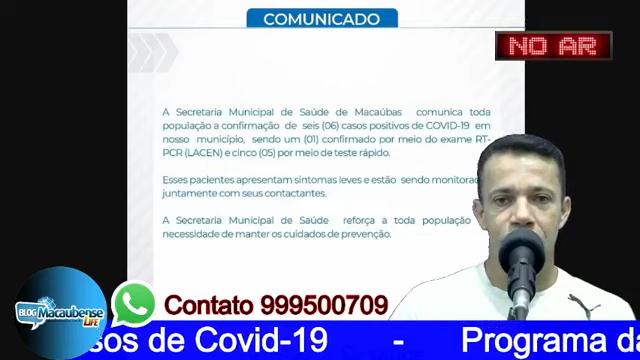 COMUNICADO
NO AR
A Secretaria Municipal de Saúde de Macaúbas comunica toda
população a confirmação de seis (06) casos positivos de COVID-19 em
nosso município, sendo um (01) confirmado por meio do exame RT-
PCR (LACEN) e cinco (05) por meio de teste rápido.
Esses pacientes apresentam sintomas leves e estão sendo monitorad
juntamente com seus contactantes.
A Secretaria Municipal de Saúde reforça a toda população
necessidade de manter os cuidados de prevenção.
BLOG
MACAUBENSE
LIFE
Contato 999500709
sos de Covid-19 - Programa da